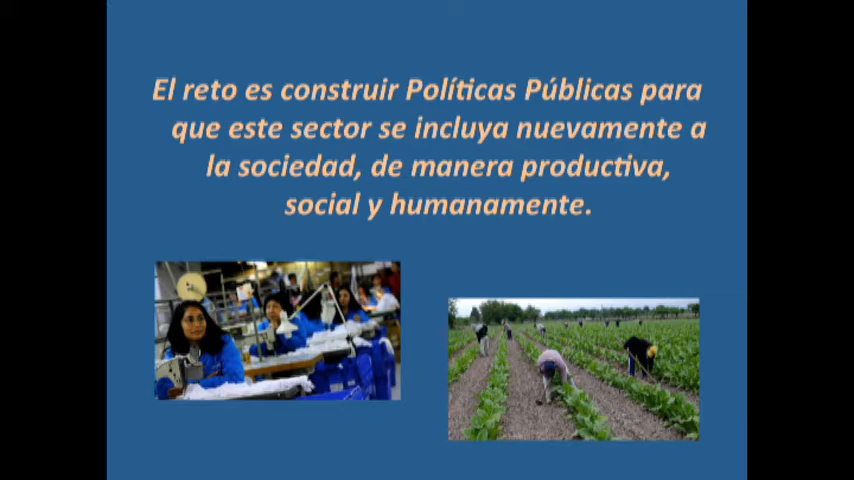 El reto es construir Políticas Públicas para
que este sector se incluya nuevamente a
la sociedad, de manera productiva,
social y humanamente.